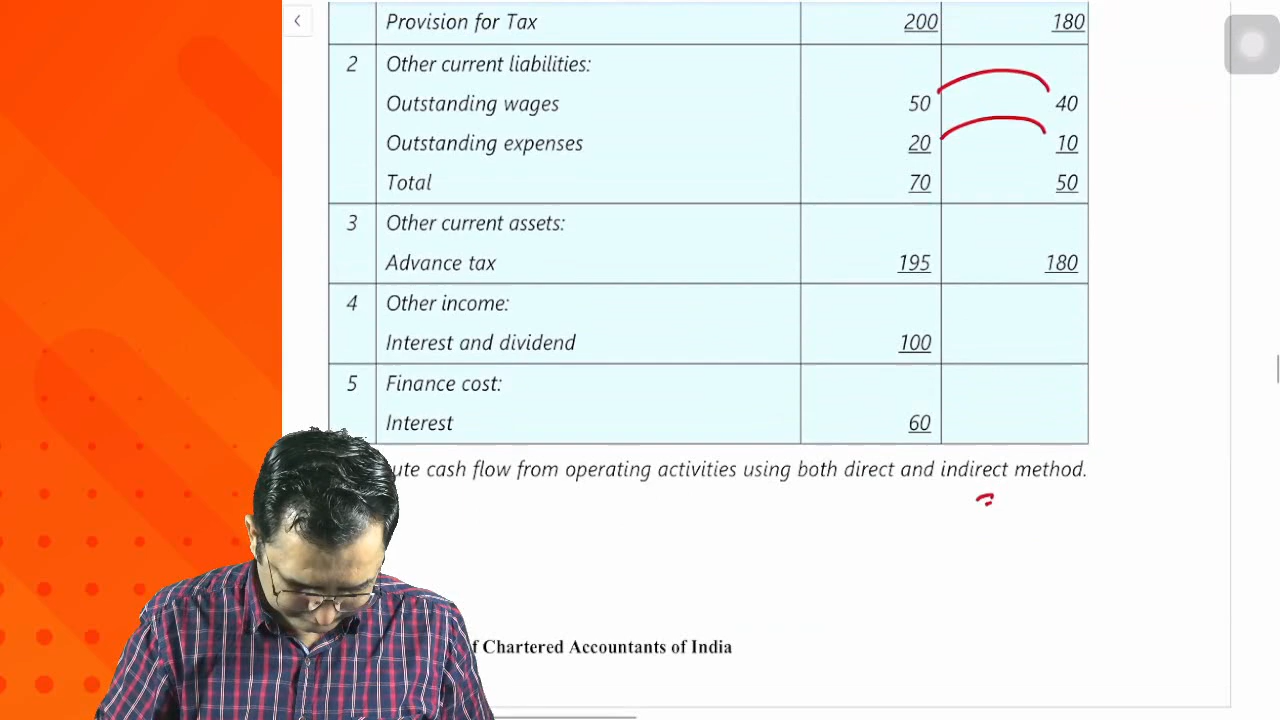 Provision for Tax 200 180
2 Other current liabilities:
Outstanding wages 50 40
Outstanding expenses 20 10
Total 70 50
3 Other current assets:
Advance tax 195 180
4 Other income:
Interest and dividend 100
5 Finance cost:
Interest 60
cash flow from operating activities using both direct and indirect method.
Chartered Accountants of India